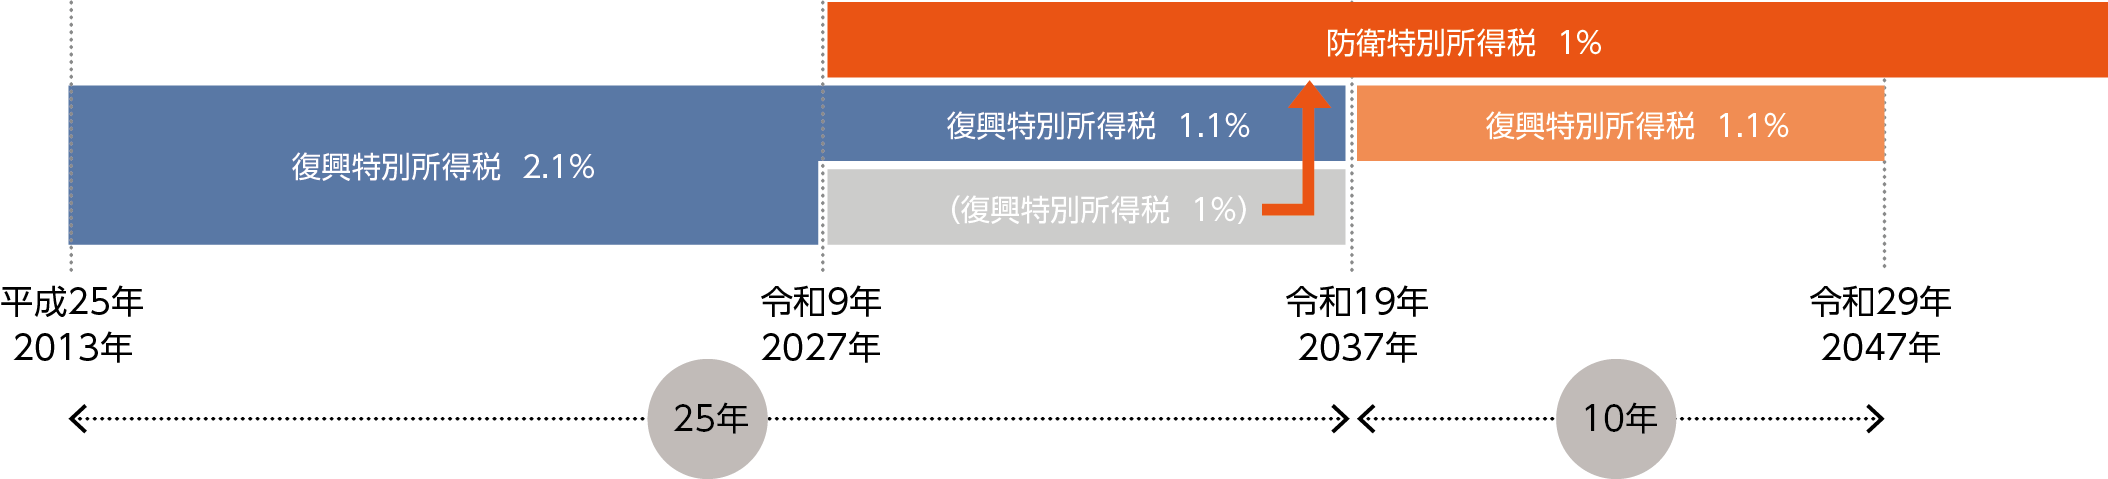 防衛特別所得税 1%
復興特別所得税 2.1%
復興特別所得税 1.1%
復興特別所得税 1.1%
（復興特別所得税 1%）
平成25年
2013年
令和9年
2027年
令和19年
2037年
令和29年
2047年
25年
10年